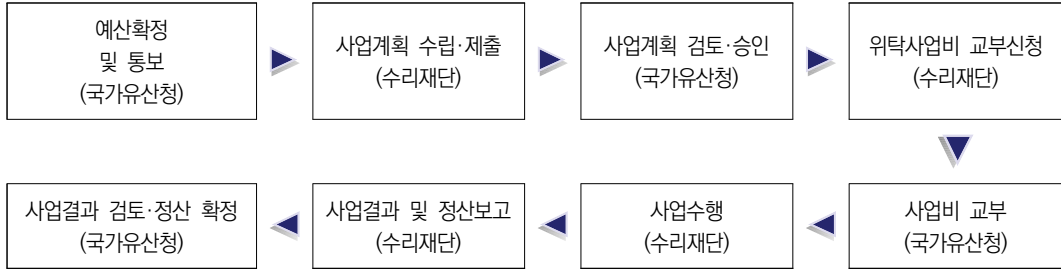 예산확정
및 통보
(국가유산청)
사업계획 수립·제출
(수리재단)
사업계획 검토·승인
(국가유산청)
위탁사업비 교부신청
(수리재단)
사업비 교부
(국가유산청)
사업수행
(수리재단)
사업결과 및 정산보고
(수리재단)
사업결과 검토·정산 확정
(국가유산청)